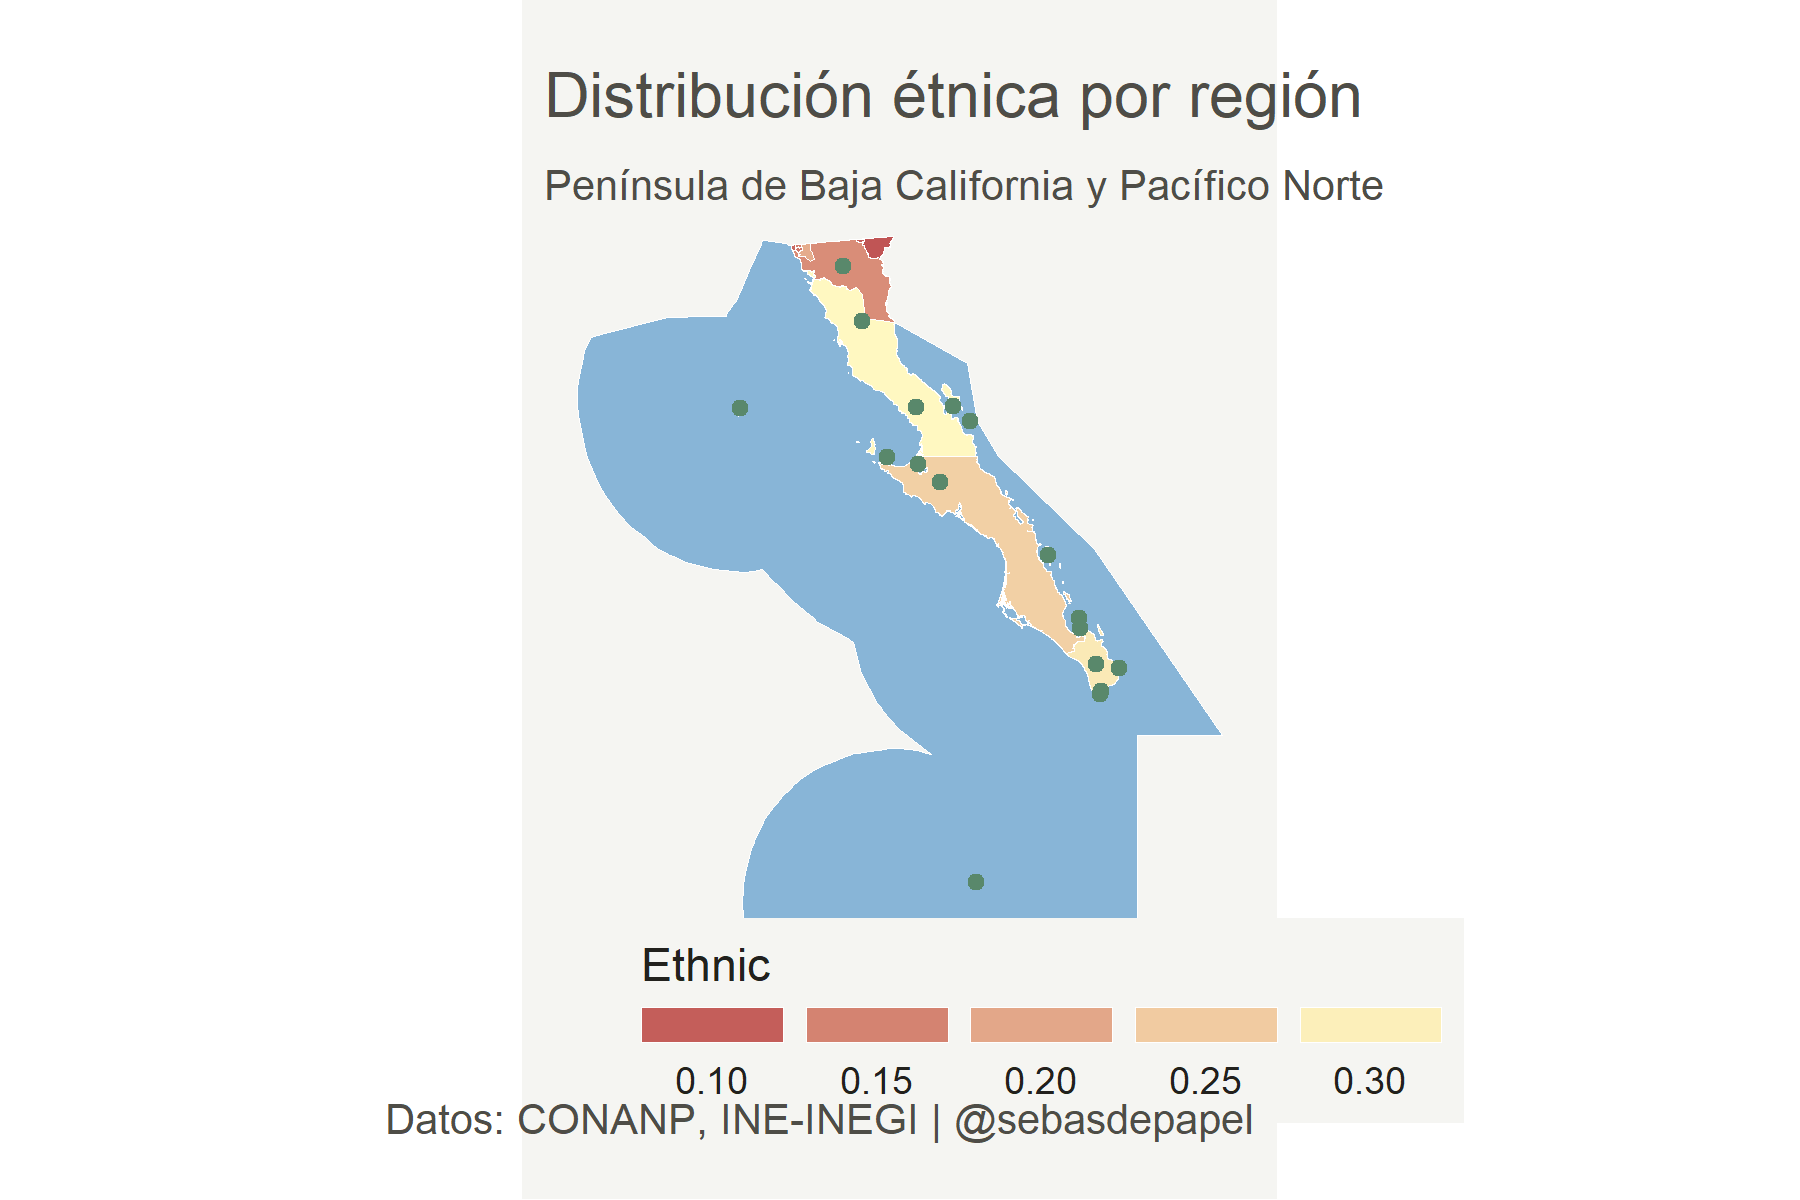 Distribución étnica por región
Península de Baja California y Pacífico Norte
Ethnic
0.10 0.15 0.20 0.25 0.30
Datos: CONANP, INE-INEGI | @sebasdepapel